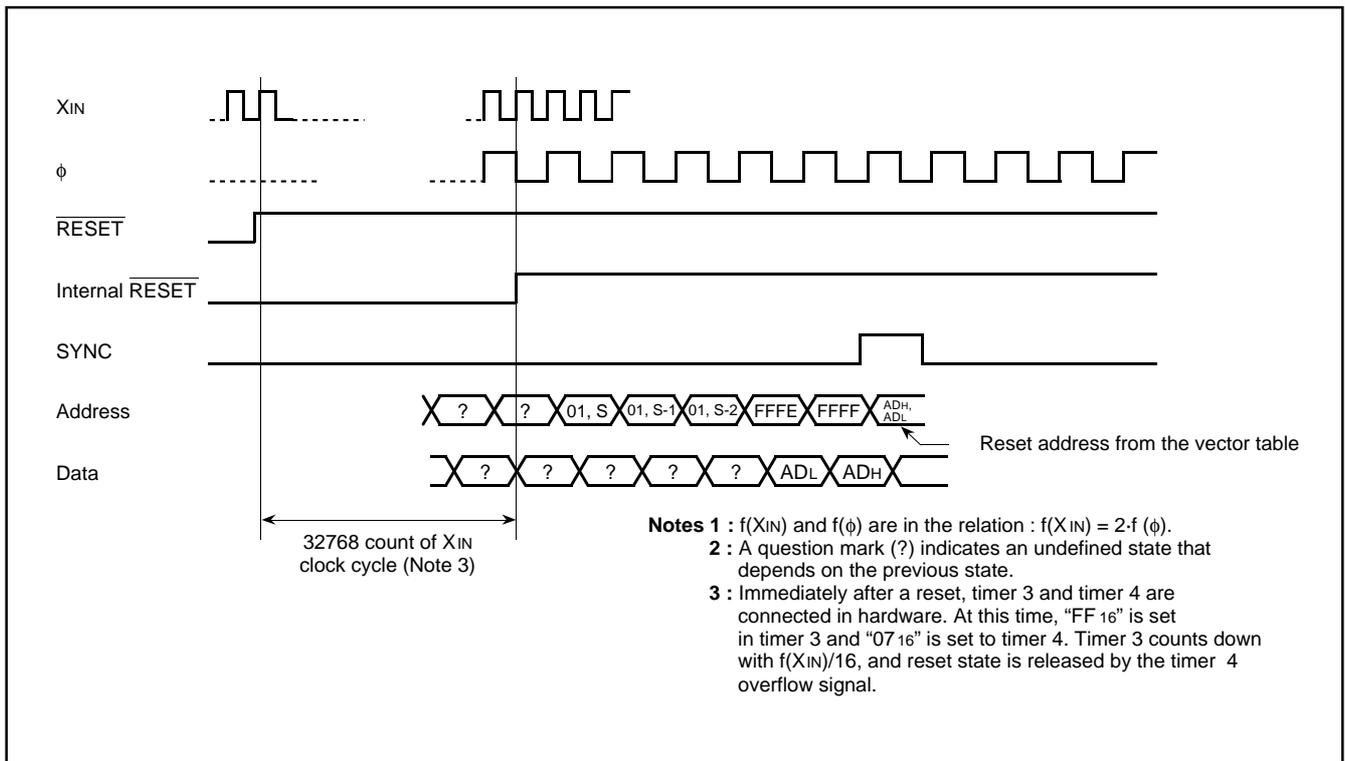 XIN
ϕ
RESET
Internal RESET
SYNC
Address
? ? 01, S 01, S-1 01, S-2 FFFE FFFF ADH, ADL
Reset address from the vector table
Data
? ? ? ? ? ADL ADH
32768 count of XIN
clock cycle (Note 3)
Notes 1 : f(XIN) and f(ϕ) are in the relation : f(XIN) = 2·f (ϕ).
2 : A question mark (?) indicates an undefined state that
depends on the previous state.
3 : Immediately after a reset, timer 3 and timer 4 are
connected in hardware. At this time, “FF16” is set
in timer 3 and “0716” is set to timer 4. Timer 3 counts down
with f(XIN)/16, and reset state is released by the timer 4
overflow signal.